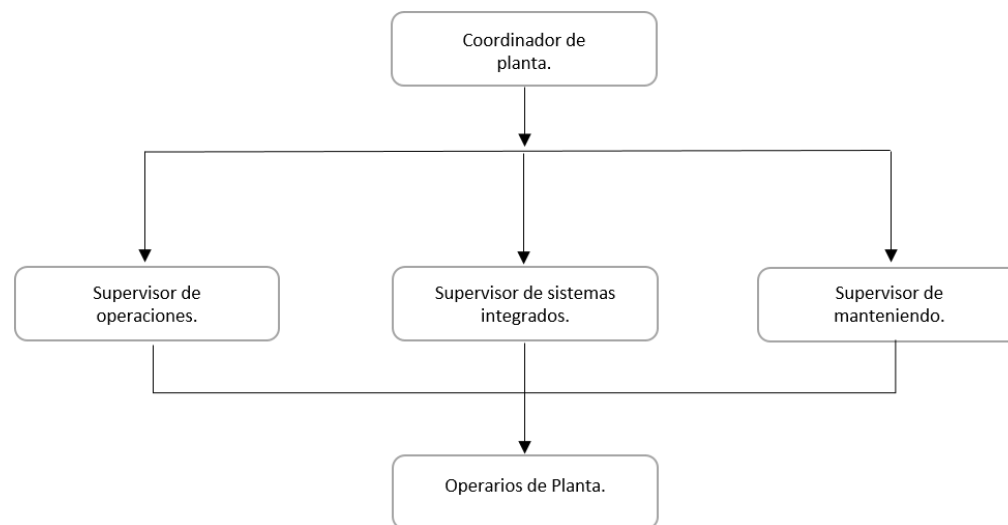 Coordinador de
planta.
Supervisor de
operaciones.
Supervisor de sistemas
integrados.
Supervisor de
manteniendo.
Operarios de Planta.